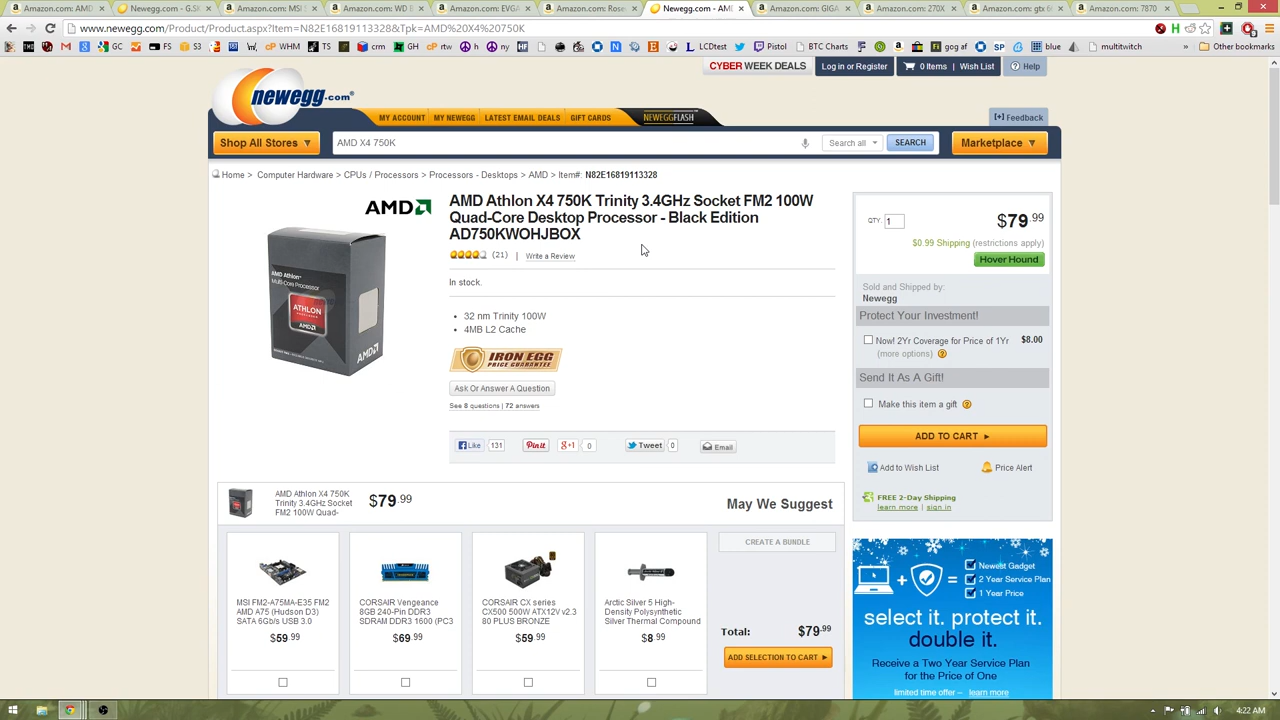 Amazon.com: AMD
Newegg.com - G.S
Amazon.com: MSI
Amazon.com: WD B
Amazon.com: EVGA
Amazon.com: Rose
Newegg.com - AM
Amazon.com: GIGA
Amazon.com: 270X
Amazon.com: gtx 6
Amazon.com: 7870
www.newegg.com/Product/Product.aspx?Item=N82E16819113328&Tpk=AMD%20X4%20750K
GC
FS
S3
WHM
TK
crm
GH
rtw
ho
ny
LCDtest
Pistol
BTC Charts
gog af
SP
blue
multitwitch
»
Other bookmarks
CYBER WEEK DEALS
Log in or Register
0 Items | Wish List
Help
newegg.com
MY ACCOUNT
MY NEWEGG
LATEST EMAIL DEALS
GIFT CARDS
NEWEGGFLASH
[+] Feedback
Shop All Stores ▼
AMD X4 750K
Search all
SEARCH
Marketplace ▼
Home > Computer Hardware > CPUs / Processors > Processors - Desktops > AMD > Item#: N82E16819113328
AMD
AMD Athlon X4 750K Trinity 3.4GHz Socket FM2 100W
Quad-Core Desktop Processor - Black Edition
AD750KWOHJBOX
(21) | Write a Review
In stock.
• 32 nm Trinity 100W
• 4MB L2 Cache
IRON EGG
PRICE GUARANTEE
Ask Or Answer A Question
See 8 questions | 72 answers
Like 131
Pin it
+1 0
Tweet 0
Email
AMD Athlon™
Multi-Core Processor
ATHLON
AMD
AMD
QTY: 1
$79.99
$0.99 Shipping (restrictions apply)
Hover Hound
Sold and Shipped by:
Newegg
Protect Your Investment!
Now! 2Yr Coverage for Price of 1Yr $8.00
(more options)
Send It As A Gift!
Make this item a gift
ADD TO CART ►
Add to Wish List
Price Alert
FREE 2-Day Shipping
learn more | sign in
AMD Athlon X4 750K
Trinity 3.4GHz Socket
FM2 100W Quad-
$79.99
May We Suggest
MSI FM2-A75MA-E35 FM2
AMD A75 (Hudson D3)
SATA 6Gb/s USB 3.0
$59.99
CORSAIR Vengeance
8GB 240-Pin DDR3
SDRAM DDR3 1600 (PC3
$69.99
CORSAIR CX series
CX500 500W ATX12V v2.3
80 PLUS BRONZE
$59.99
Arctic Silver 5 High-
Density Polysynthetic
Silver Thermal Compound
$8.99
CREATE A BUNDLE
Total: $79.99
ADD SELECTION TO CART ►
Newest Gadget
2 Year Service Plan
1 Year Price
select it. protect it.
double it.
Receive a Two Year Service Plan
for the Price of One
limited time offer – learn more
4:22 AM